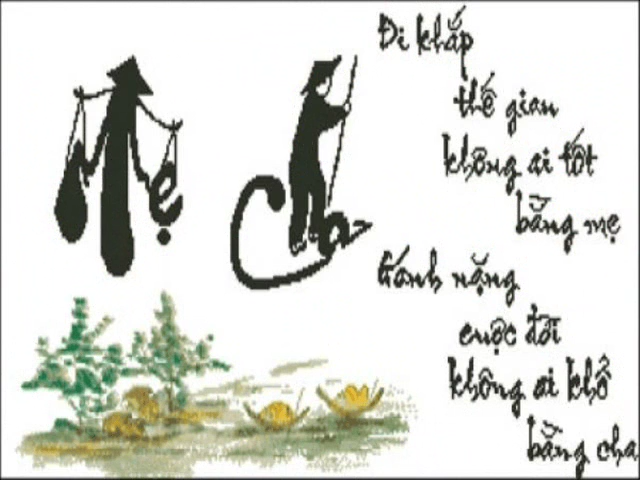 Mẹ
Cha
Đi khắp
thế gian
không ai tốt
bằng mẹ
Gánh nặng
cuộc đời
không ai khổ
bằng cha